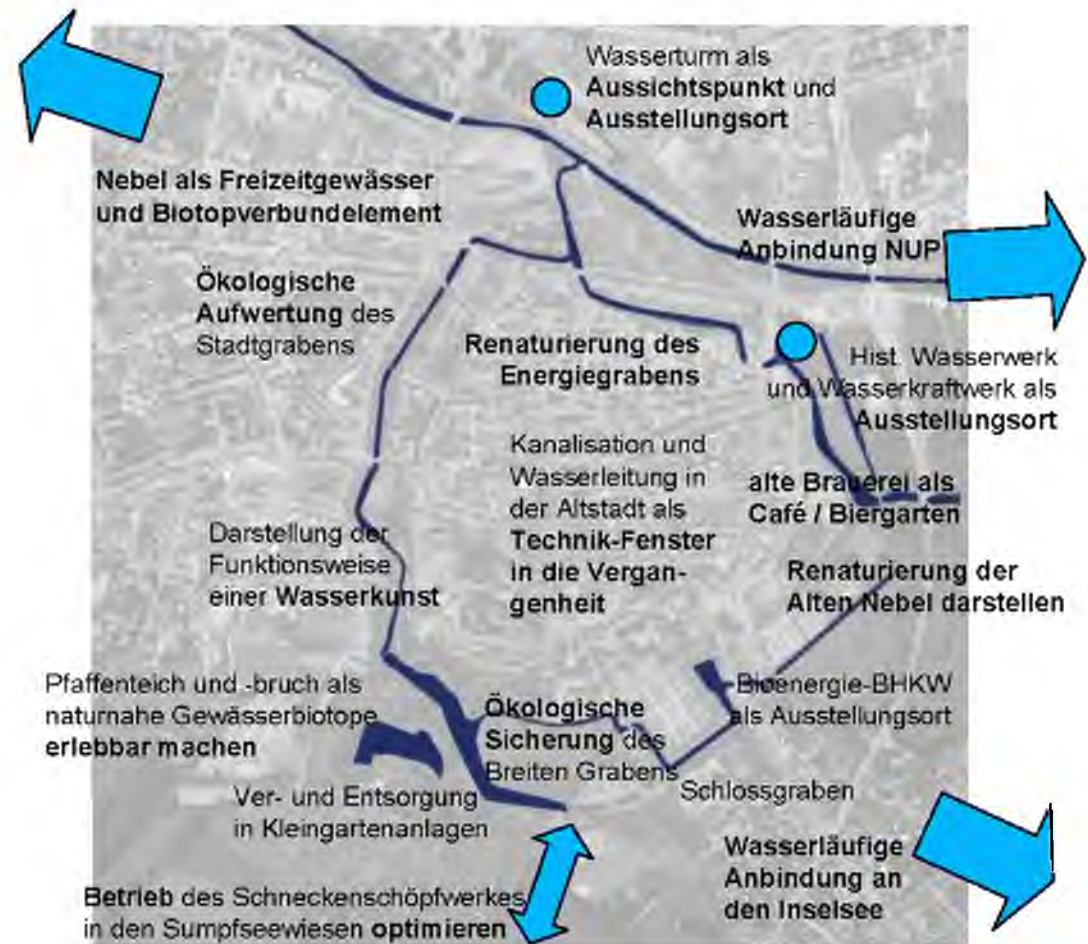 Wasserturm als
Aussichtspunkt und
Ausstellungsort
Nebel als Freizeitgewässer
und Biotopverbundelement
Wasserläufige
Anbindung NUP
Ökologische
Aufwertung des
Stadtgrabens
Renaturierung des
Energiegrabens
Hist. Wasserwerk
und Wasserkraftwerk als
Ausstellungsort
Kanalisation und
Wasserleitung in
der Altstadt als
Technik-Fenster
in die Vergan-
genheit
alte Brauerei als
Café / Biergarten
Darstellung der
Funktionsweise
einer Wasserkunst
Renaturierung der
Alten Nebel darstellen
Pfaffenteich und -bruch als
naturnahe Gewässerbiotope
erlebbar machen
Ökologische
Sicherung des
Breiten Grabens
Bioenergie-BHKW
als Ausstellungsort
Schlossgraben
Ver- und Entsorgung
in Kleingartenanlagen
Wasserläufige
Anbindung an
den Inselsee
Betrieb des Schneckenschöpfwerkes
in den Sumpfseewiesen optimieren